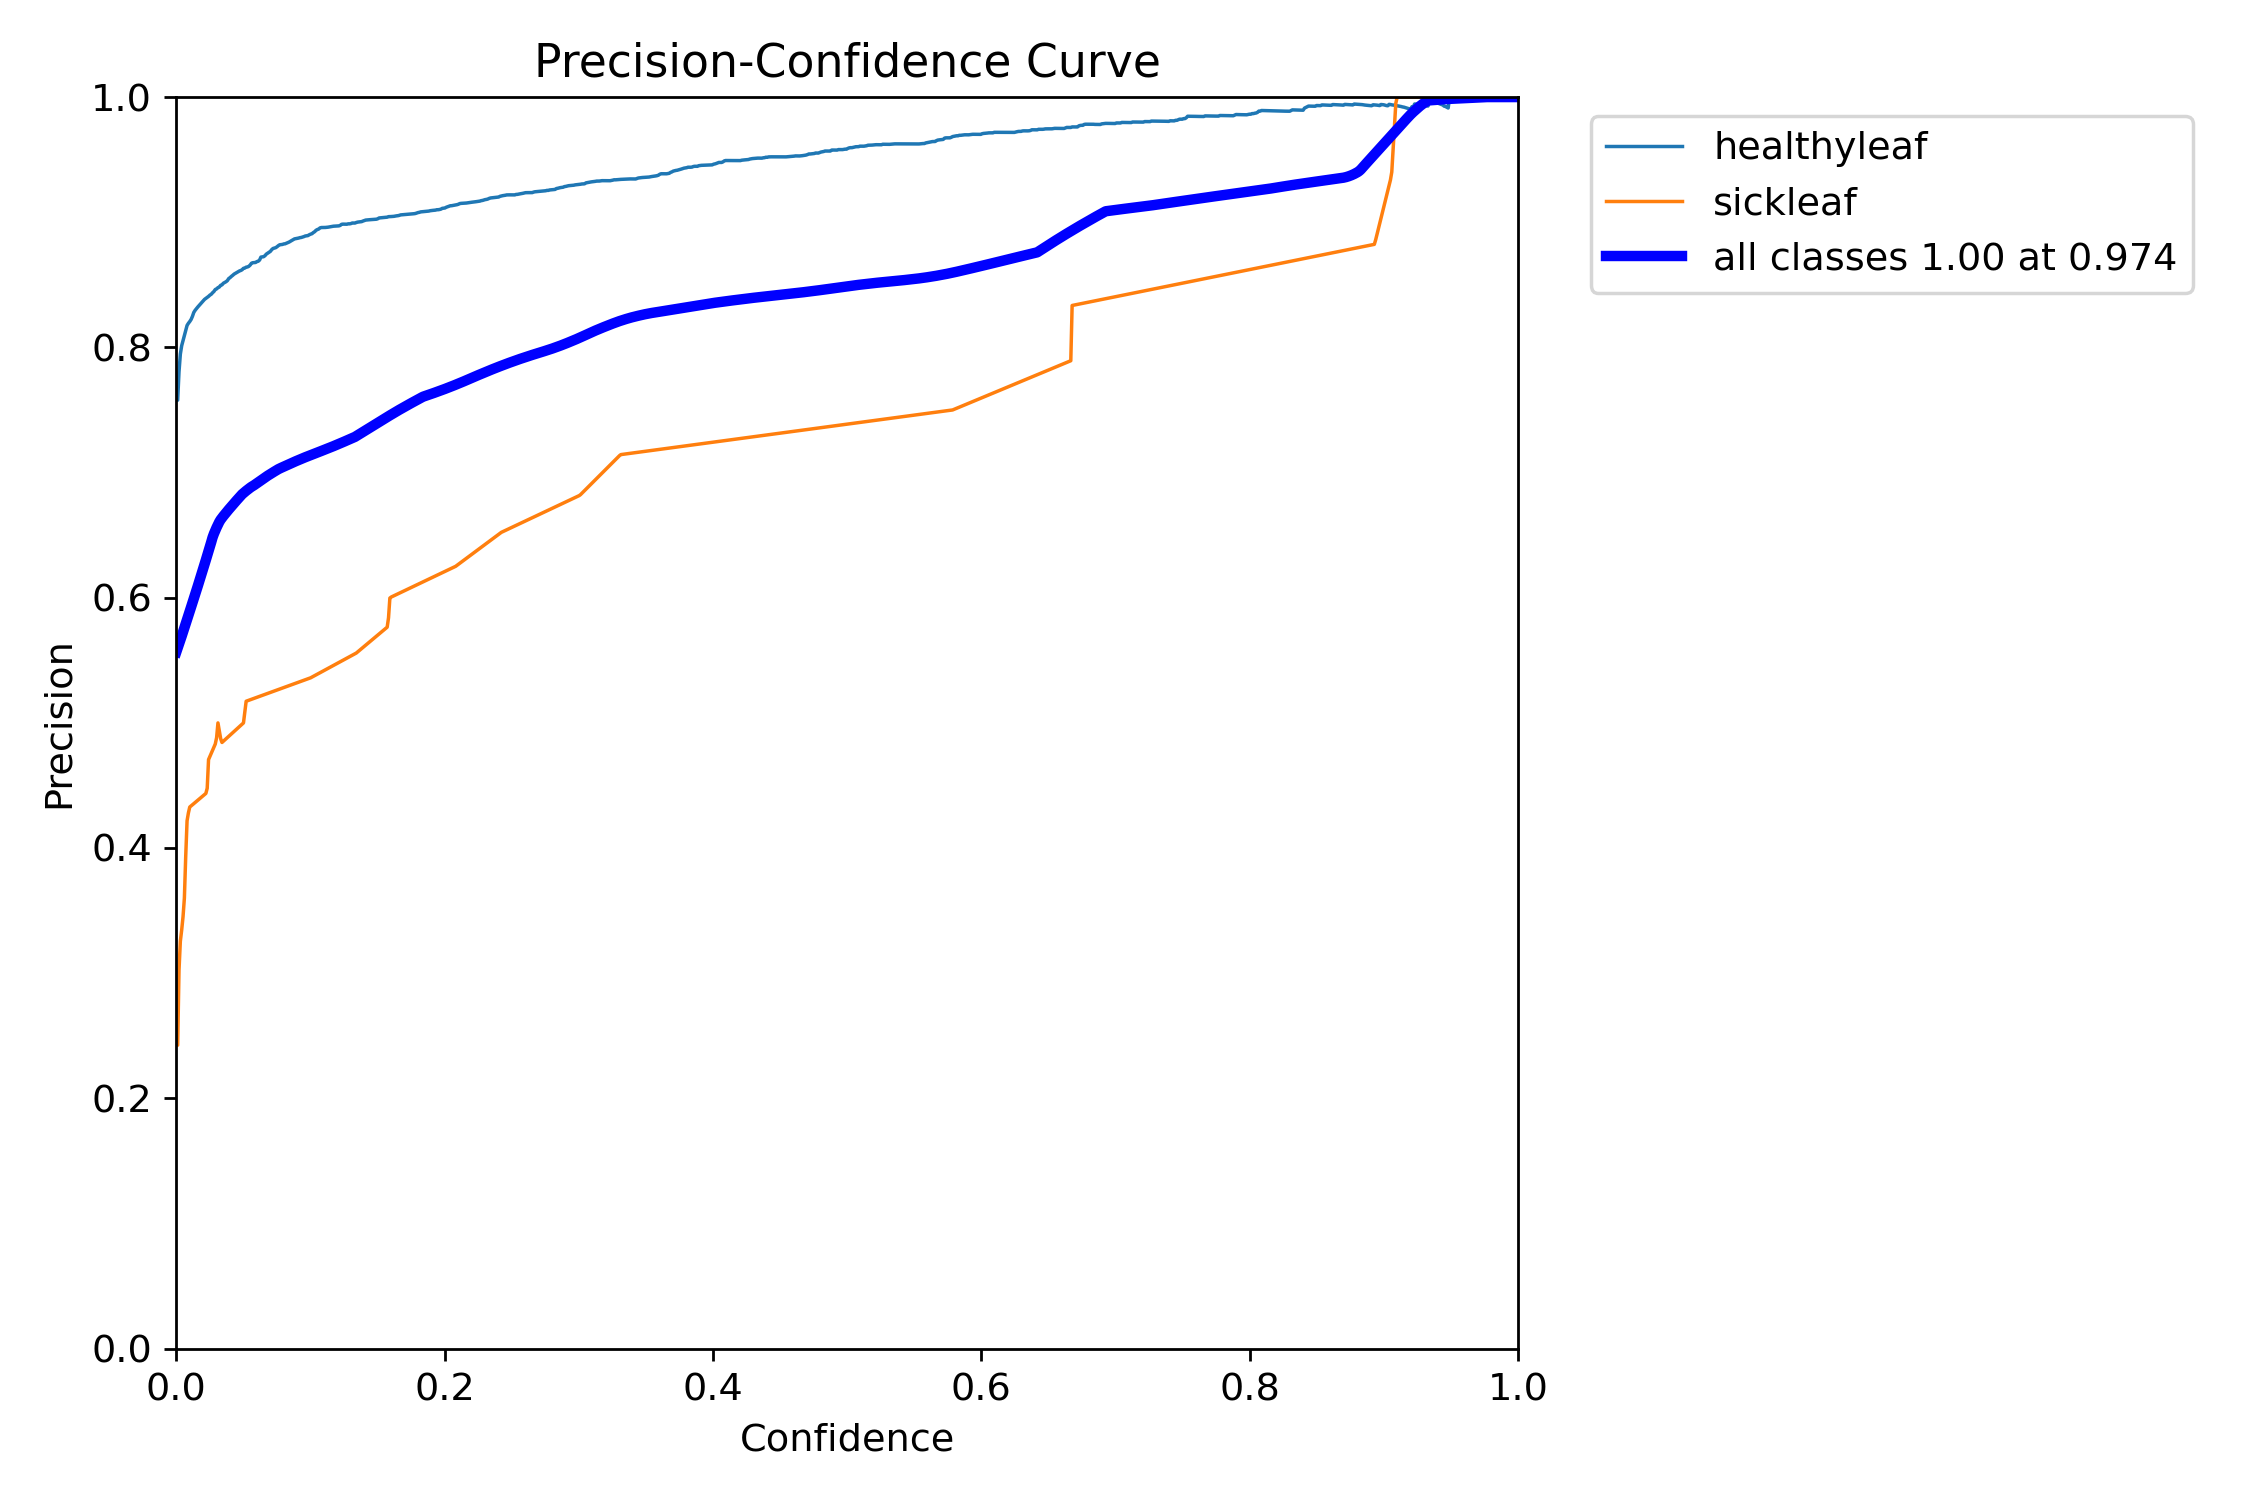 Precision-Confidence Curve
1.0
0.8
0.6
0.4
0.2
0.0
Precision
0.0 0.2 0.4 0.6 0.8 1.0
Confidence
healthyleaf
sickleaf
all classes 1.00 at 0.974